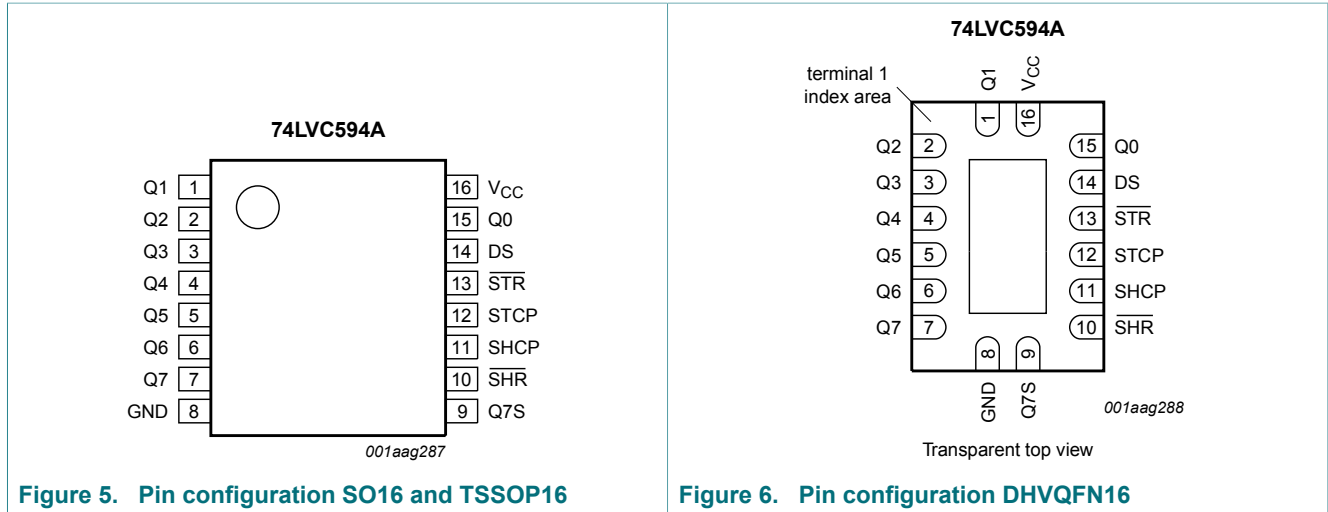 74LVC594A
Q1 1 16 VCC
Q2 2 15 Q0
Q3 3 14 DS
Q4 4 13 STR
Q5 5 12 STCP
Q6 6 11 SHCP
Q7 7 10 SHR
GND 8 9 Q7S
001aag287
Figure 5. Pin configuration SO16 and TSSOP16
74LVC594A
terminal 1
index area
Q1 VCC
1 16
Q2 2 15 Q0
Q3 3 14 DS
Q4 4 13 STR
Q5 5 12 STCP
Q6 6 11 SHCP
Q7 7 10 SHR
8 9
GND Q7S
001aag288
Transparent top view
Figure 6. Pin configuration DHVQFN16